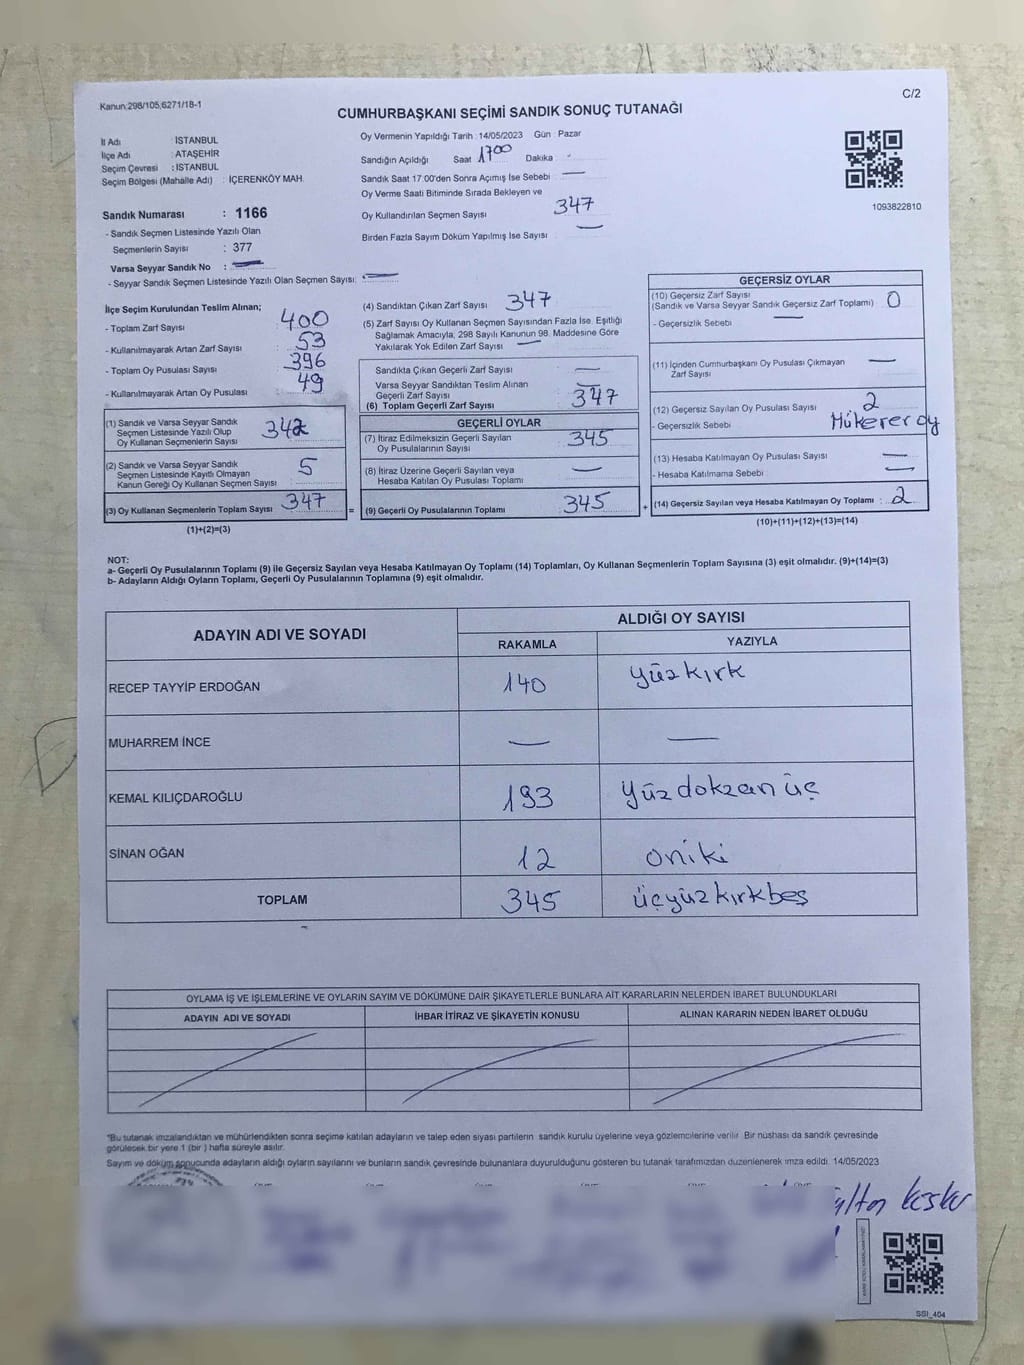 Kanun:298/105,6271/18-1
C/2
CUMHURBAŞKANI SEÇİMİ SANDIK SONUÇ TUTANAĞI
İl Adı : İSTANBUL
İlçe Adı : ATAŞEHİR
Seçim Çevresi : İSTANBUL
Seçim Bölgesi (Mahalle Adı) : İÇERENKÖY MAH.
Sandık Numarası : 1166
- Sandık Seçmen Listesinde Yazılı Olan
Seçmenlerin Sayısı : 377
Varsa Seyyar Sandık No :
- Seyyar Sandık Seçmen Listesinde Yazılı Olan Seçmen Sayısı:
Oy Vermenin Yapıldığı Tarih : 14/05/2023 Gün : Pazar
Sandığın Açıldığı Saat 1700 Dakika
Sandık Saat 17:00'den Sonra Açımış İse Sebebi
Oy Verme Saati Bitiminde Sırada Bekleyen ve
Oy Kullandırılan Seçmen Sayısı 347
Birden Fazla Sayım Döküm Yapılmış İse Sayısı
1093822810
İlçe Seçim Kurulundan Teslim Alınan;
- Toplam Zarf Sayısı : 400
- Kullanılmayarak Artan Zarf Sayısı : 53
- Toplam Oy Pusulası Sayısı : 396
- Kullanılmayarak Artan Oy Pusulası : 49
(1) Sandık ve Varsa Seyyar Sandık
Seçmen Listesinde Yazılı Olup
Oy Kullanan Seçmenlerin Sayısı 342
(2) Sandık ve Varsa Seyyar Sandık
Seçmen Listesinde Kayıtlı Olmayan
Kanun Gereği Oy Kullanan Seçmen Sayısı 5
(3) Oy Kullanan Seçmenlerin Toplam Sayısı 347
(1)+(2)=(3)
=
(4) Sandıktan Çıkan Zarf Sayısı 347
(5) Zarf Sayısı Oy Kullanan Seçmen Sayısından Fazla İse. Eşitliği
Sağlamak Amacıyla, 298 Sayılı Kanunun 98. Maddesine Göre
Yakılarak Yok Edilen Zarf Sayısı
Sandıkta Çıkan Geçerli Zarf Sayısı
Varsa Seyyar Sandıktan Teslim Alınan
Geçerli Zarf Sayısı
(6) Toplam Geçerli Zarf Sayısı 347
GEÇERLİ OYLAR
(7) İtiraz Edilmeksizin Geçerli Sayılan
Oy Pusulalarının Sayısı 345
(8) İtiraz Üzerine Geçerli Sayılan veya
Hesaba Katılan Oy Pusulası Toplamı
(9) Geçerli Oy Pusulalarının Toplamı 345
+
GEÇERSİZ OYLAR
(10) Geçersiz Zarf Sayısı
(Sandık ve Varsa Seyyar Sandık Geçersiz Zarf Toplamı) 0
- Geçersizlik Sebebi
(11) İçinden Cumhurbaşkanı Oy Pusulası Çıkmayan
Zarf Sayısı
(12) Geçersiz Sayılan Oy Pusulası Sayısı 2
- Geçersizlik Sebebi Mükerer oy
(13) Hesaba Katılmayan Oy Pusulası Sayısı
- Hesaba Katılmama Sebebi
(14) Geçersiz Sayılan veya Hesaba Katılmayan Oy Toplamı : 2
(10)+(11)+(12)+(13)=(14)
NOT:
a- Geçerli Oy Pusulalarının Toplamı (9) ile Geçersiz Sayılan veya Hesaba Katılmayan Oy Toplamı (14) Toplamları, Oy Kullanan Seçmenlerin Toplam Sayısına (3) eşit olmalıdır. (9)+(14)=(3)
b- Adayların Aldığı Oyların Toplamı, Geçerli Oy Pusulalarının Toplamına (9) eşit olmalıdır.
ADAYIN ADI VE SOYADI
ALDIĞI OY SAYISI
RAKAMLA YAZIYLA
RECEP TAYYİP ERDOĞAN 140 yüzkırk
MUHARREM İNCE
KEMAL KILIÇDAROĞLU 193 yüzdokzanüç
SİNAN OĞAN 12 oniki
TOPLAM 345 üçyüzkırkbeş
OYLAMA İŞ VE İŞLEMLERİNE VE OYLARIN SAYIM VE DÖKÜMÜNE DAİR ŞİKAYETLERLE BUNLARA AİT KARARLARIN NELERDEN İBARET BULUNDUKLARI
ADAYIN ADI VE SOYADI İHBAR İTİRAZ VE ŞİKAYETİN KONUSU ALINAN KARARIN NEDEN İBARET OLDUĞU
*Bu tutanak imzalandıktan ve mühürlendikten sonra seçime katılan adayların ve talep eden siyasi partilerin sandık kurulu üyelerine veya gözlemcilerine verilir. Bir nüshası da sandık çevresinde
görülecek bir yere 1 (bir) hafta süreyle asılır.
Sayım ve döküm sonucunda adayların aldığı oyların sayılarını ve bunların sandık çevresinde bulunanlara duyurulduğunu gösteren bu tutanak tarafımızdan düzenlenerek imza edildi. 14/05/2023
SSI_404